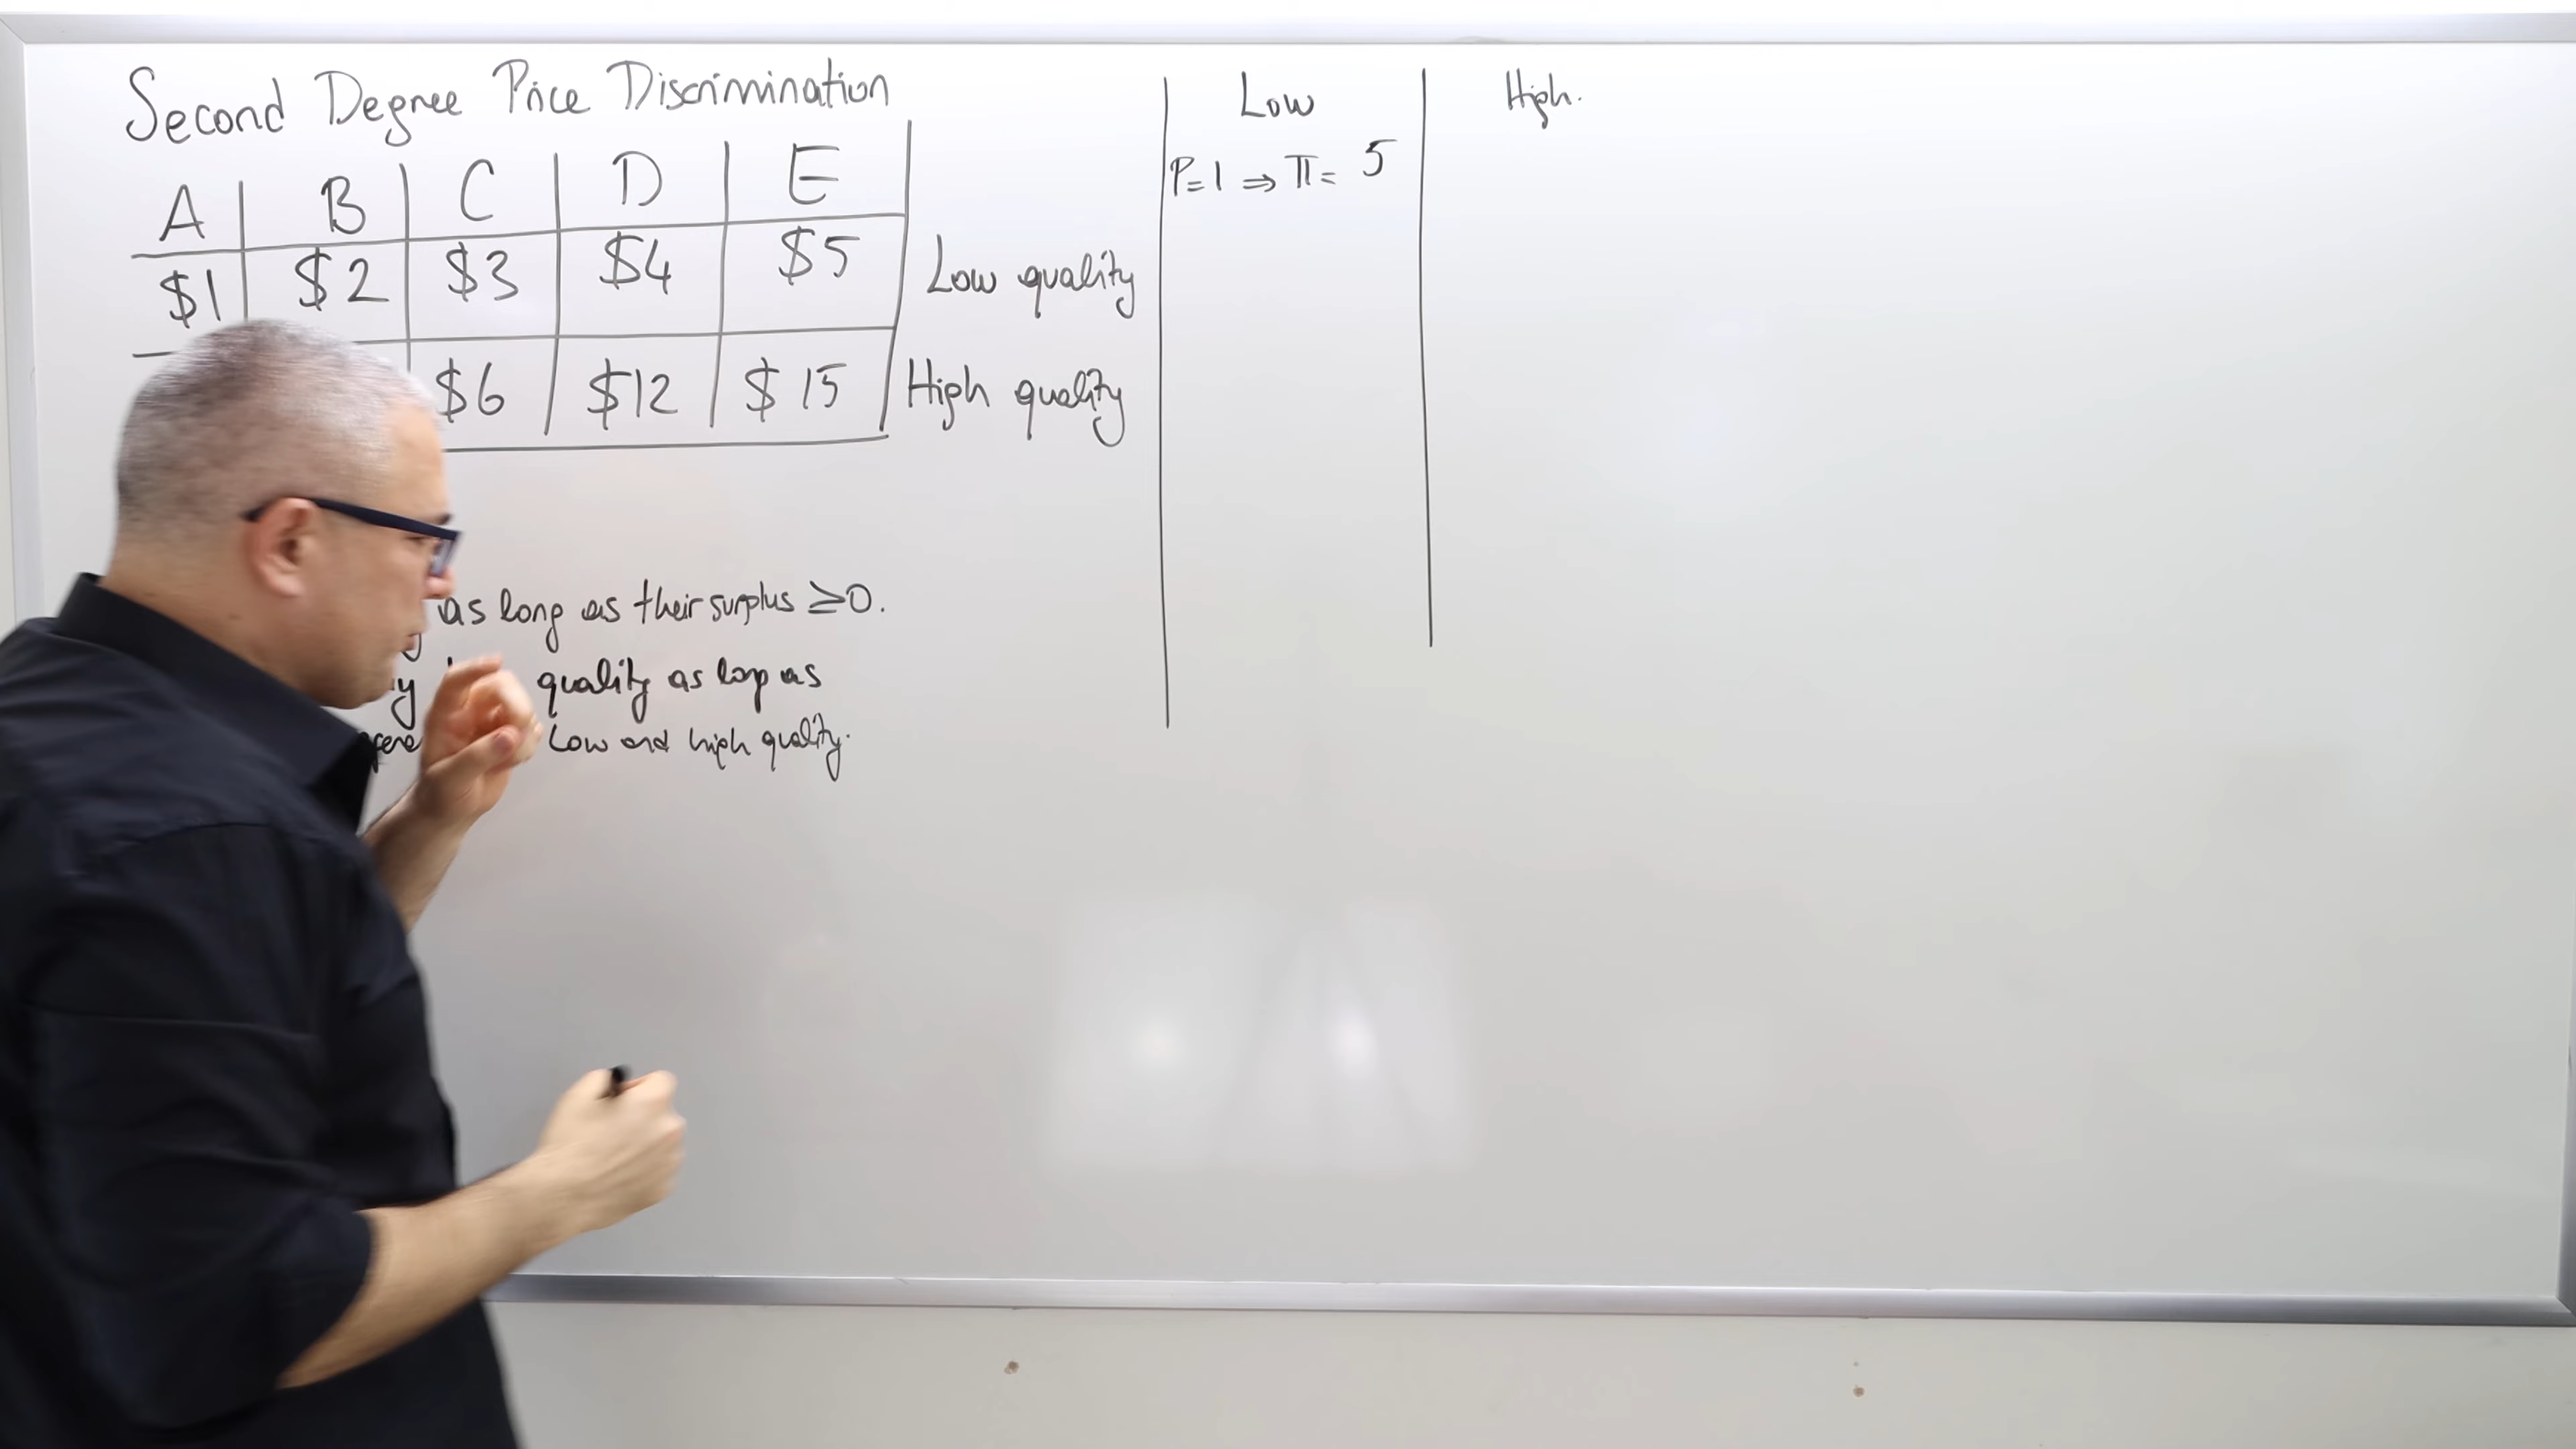 Second Degree Price Discrimination
A B C D E
$1 $2 $3 $4 $5 Low quality
$6 $12 $15 High quality
as long as their surplus ≥0.
quality as long as
Low and high quality.
Low
P=1 ⇒ π= 5
High.